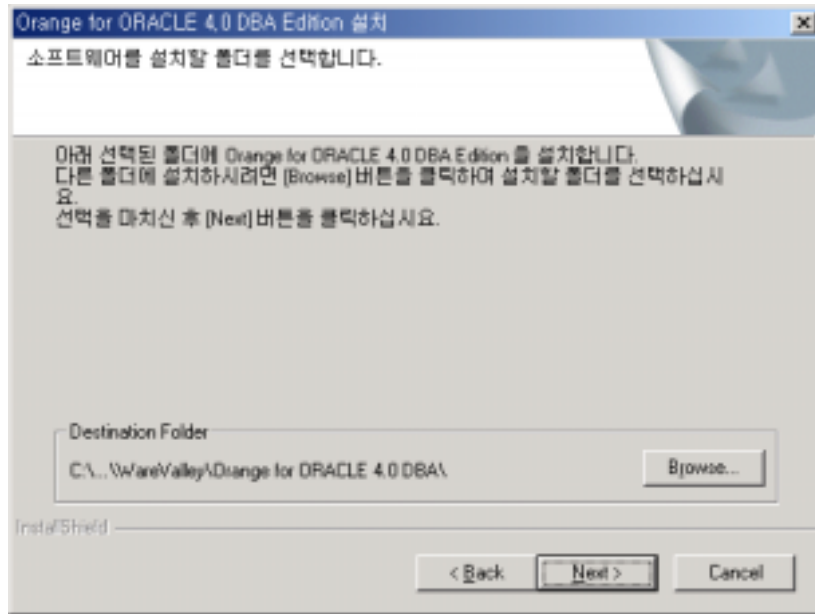 Orange for ORACLE 4.0 DBA Edition 설치
소프트웨어를 설치할 폴더를 선택합니다.
아래 선택된 폴더에 Orange for ORACLE 4.0 DBA Edition 을 설치합니다.
다른 폴더에 설치하시려면 [Browse] 버튼을 클릭하여 설치할 폴더를 선택하십시
요.
선택을 마치신 후 [Next] 버튼을 클릭하십시요.
Destination Folder
C:\...\WareValley\Orange for ORACLE 4.0 DBA\
Browse...
InstallShield
< Back
Next >
Cancel